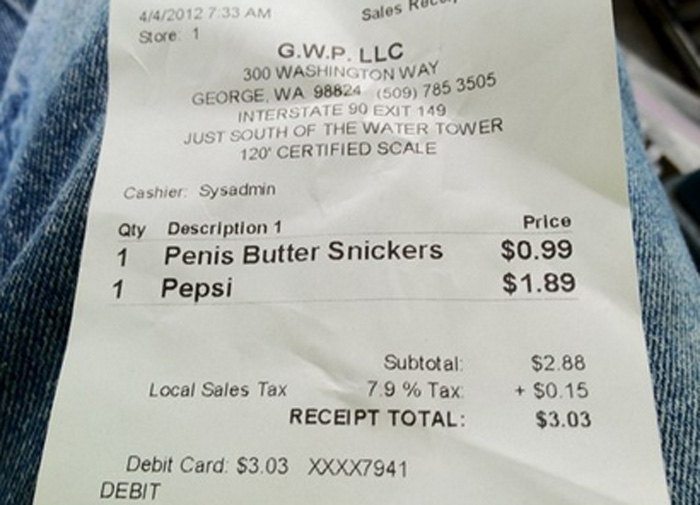 4/4/2012 7:33 AM
Sales
Store: 1
G.W.P. LLC
300 WASHINGTON WAY
GEORGE, WA 98824 (509) 785 3505
INTERSTATE 90 EXIT 149
JUST SOUTH OF THE WATER TOWER
120' CERTIFIED SCALE
Cashier: Sysadmin
Qty Description 1 Price
1 Penis Butter Snickers $0.99
1 Pepsi $1.89
Subtotal: $2.88
Local Sales Tax 7.9 % Tax: + $0.15
RECEIPT TOTAL: $3.03
Debit Card: $3.03 XXXX7941
DEBIT